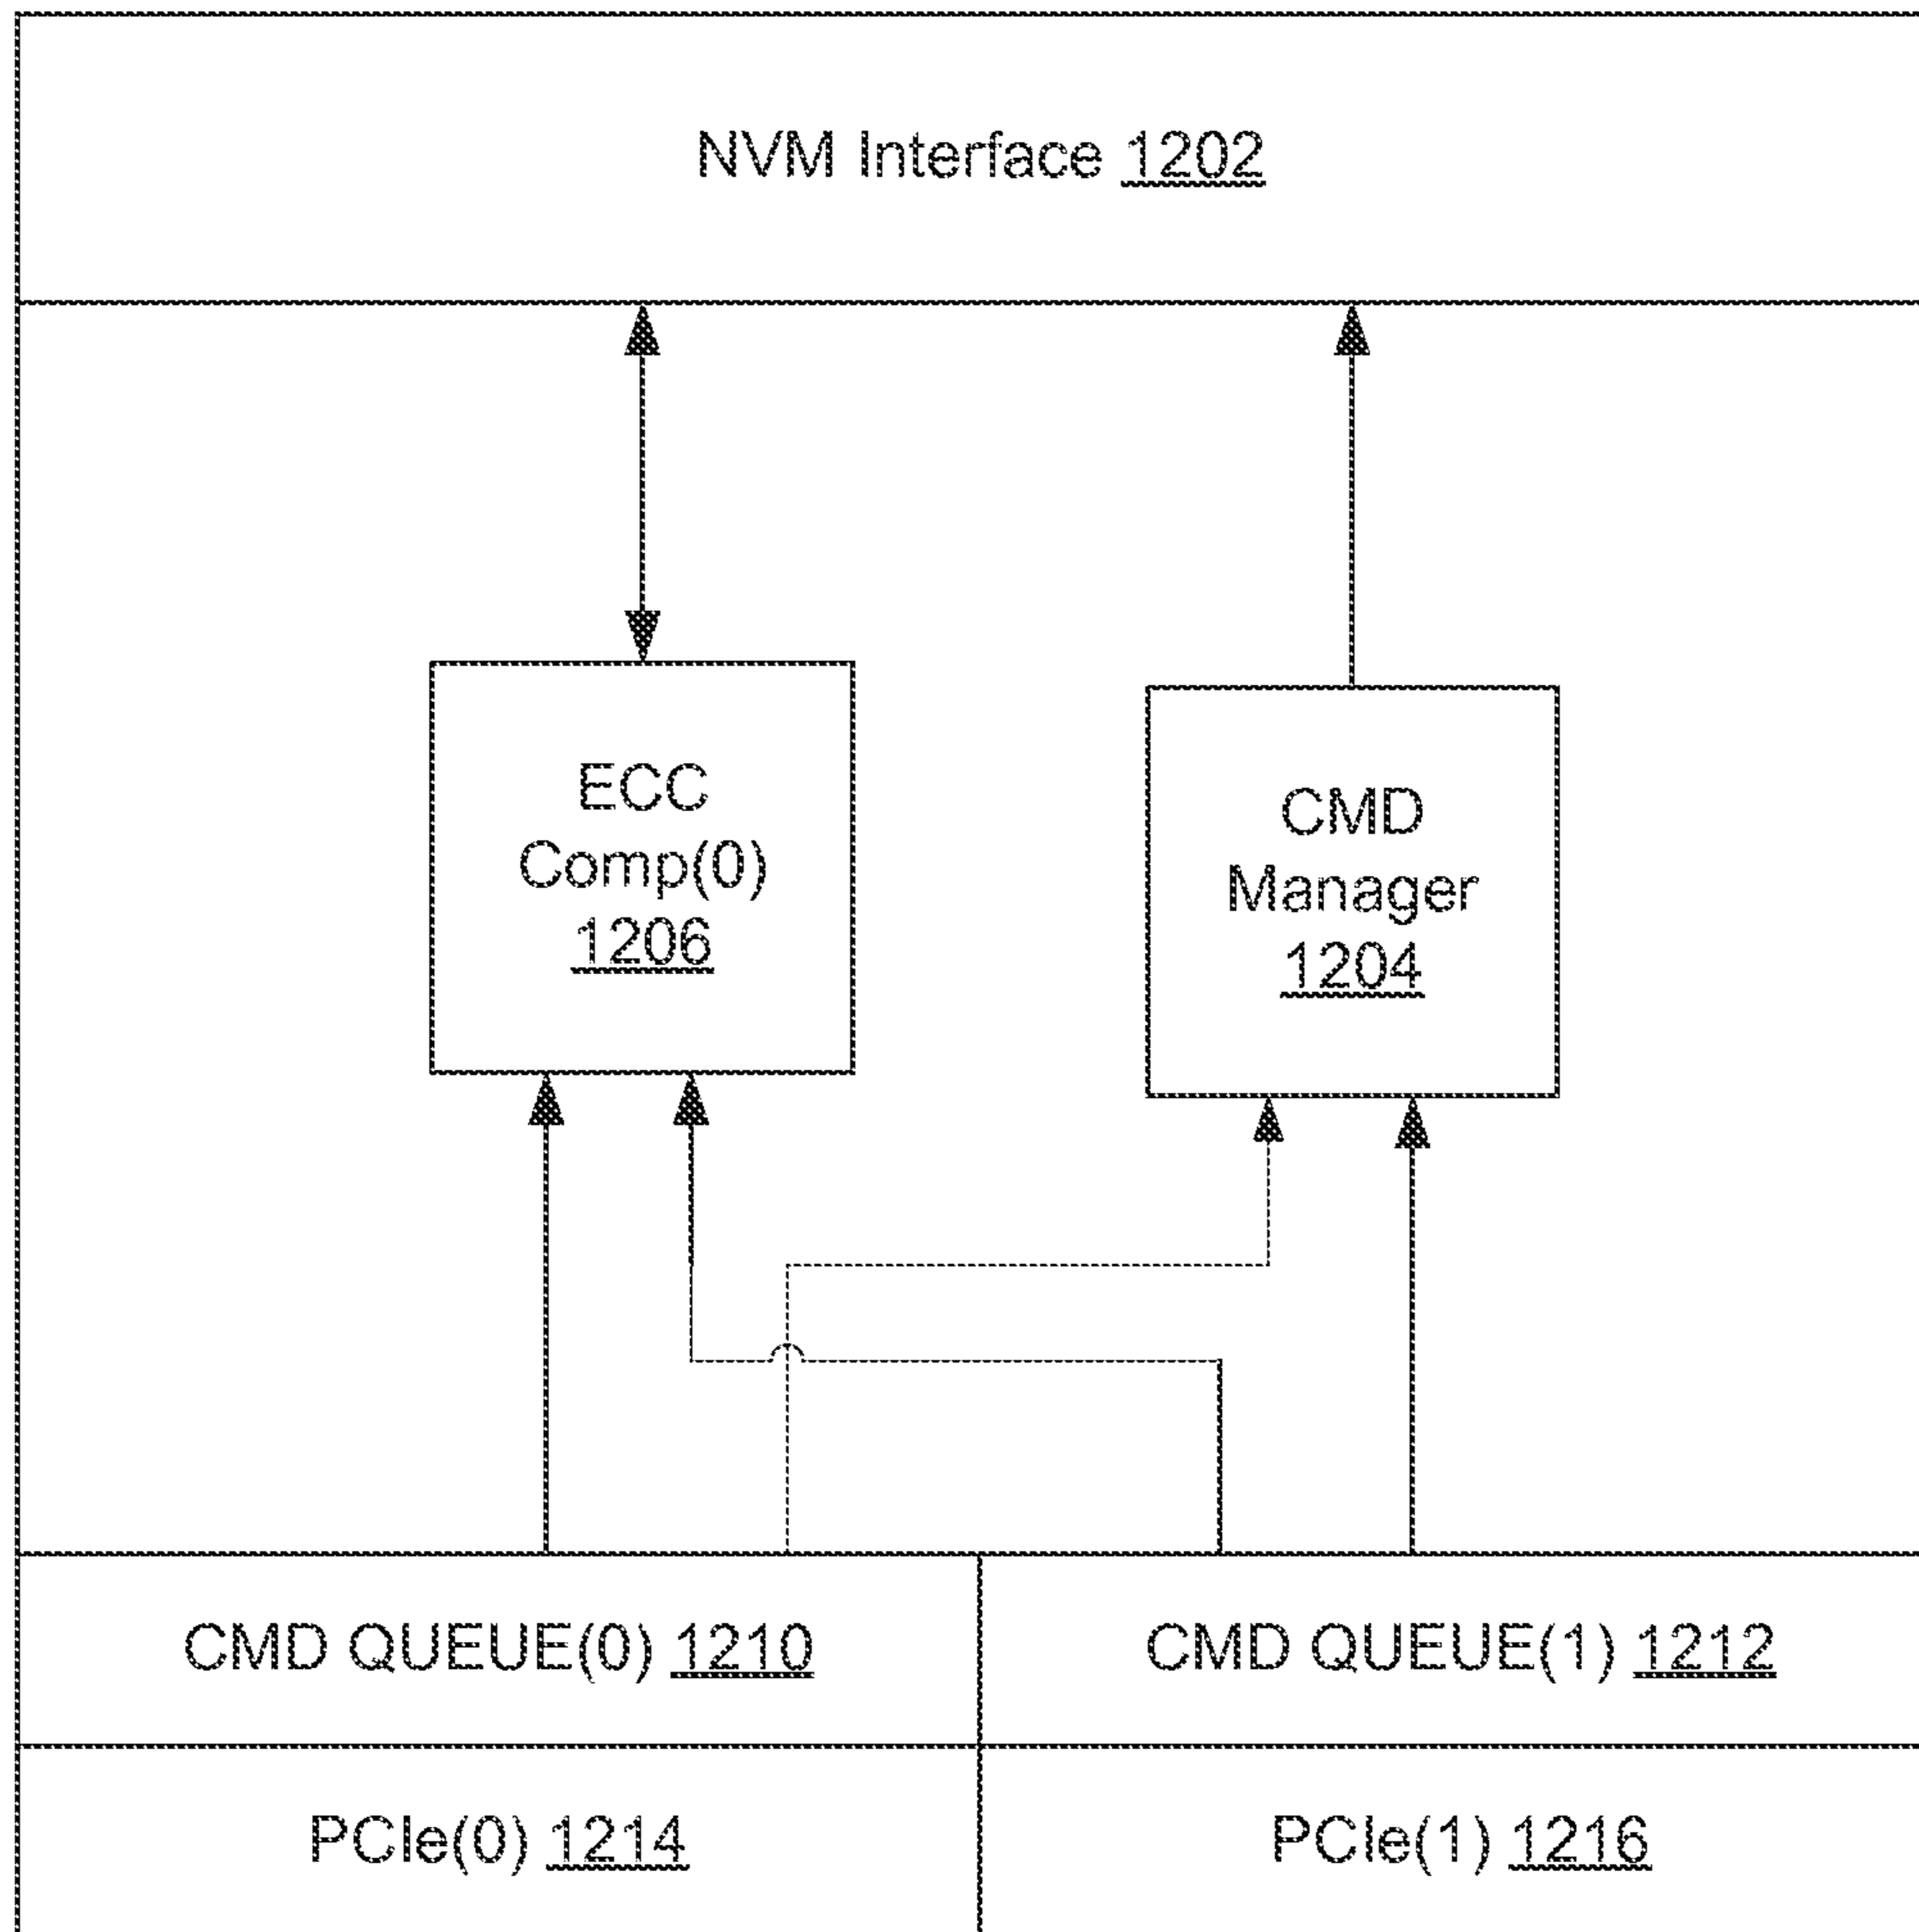 NVM Interface 1202
ECC
Comp(0)
1206
CMD
Manager
1204
CMD QUEUE(0) 1210
CMD QUEUE(1) 1212
PCIe(0) 1214
PCIe(1) 1216